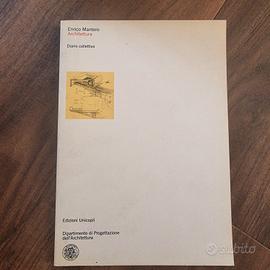 Enrico Mantero
Architettura
Diario collettivo
Edizioni Unicopli
Dipartimento di Progettazione
dell'Architettura
subito